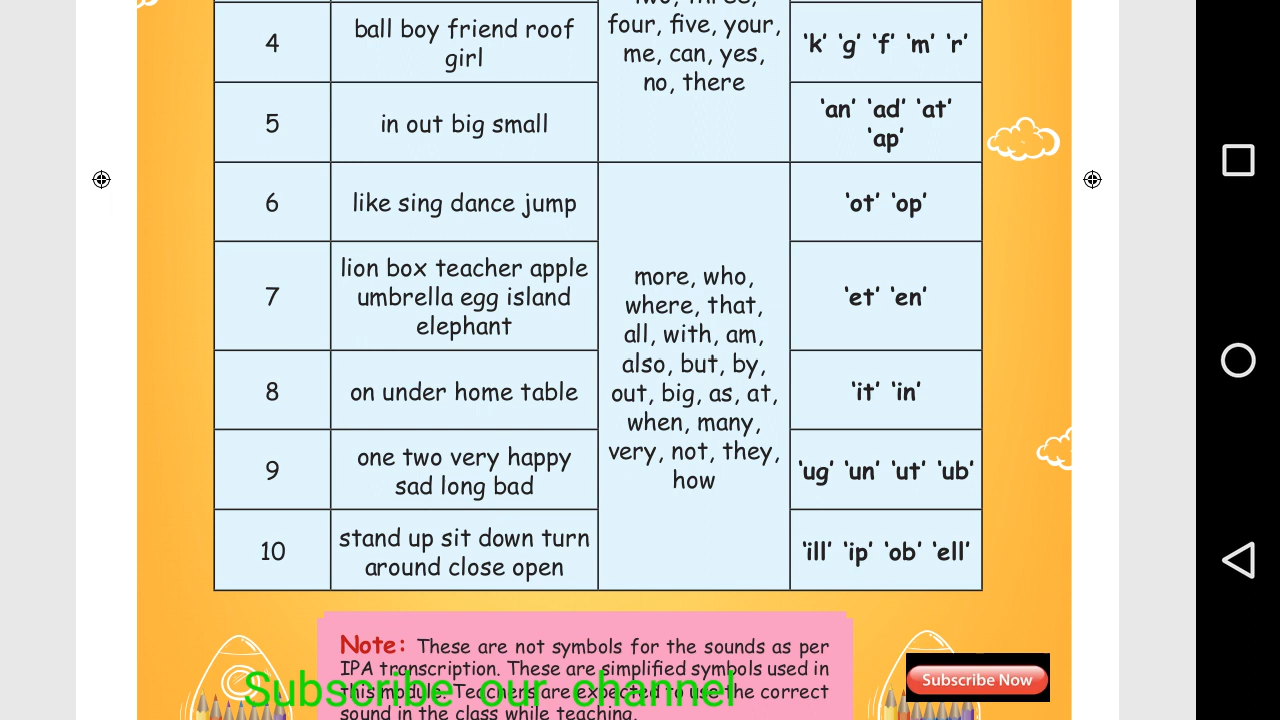 two, three,
4
ball boy friend roof
girl
four, five, your,
me, can, yes,
no, there
‘k’ ‘g’ ‘f’ ‘m’ ‘r’
5
in out big small
‘an’ ‘ad’ ‘at’
‘ap’
6
like sing dance jump
‘ot’ ‘op’
7
lion box teacher apple
umbrella egg island
elephant
more, who,
where, that,
all, with, am,
also, but, by,
out, big, as, at,
when, many,
very, not, they,
how
‘et’ ‘en’
8
on under home table
‘it’ ‘in’
9
one two very happy
sad long bad
‘ug’ ‘un’ ‘ut’ ‘ub’
10
stand up sit down turn
around close open
‘ill’ ‘ip’ ‘ob’ ‘ell’
Note: These are not symbols for the sounds as per
IPA transcription. These are simplified symbols used in
this module. Teachers are expected to use the correct
sound in the class while teaching.
Subscribe our channel
Subscribe Now